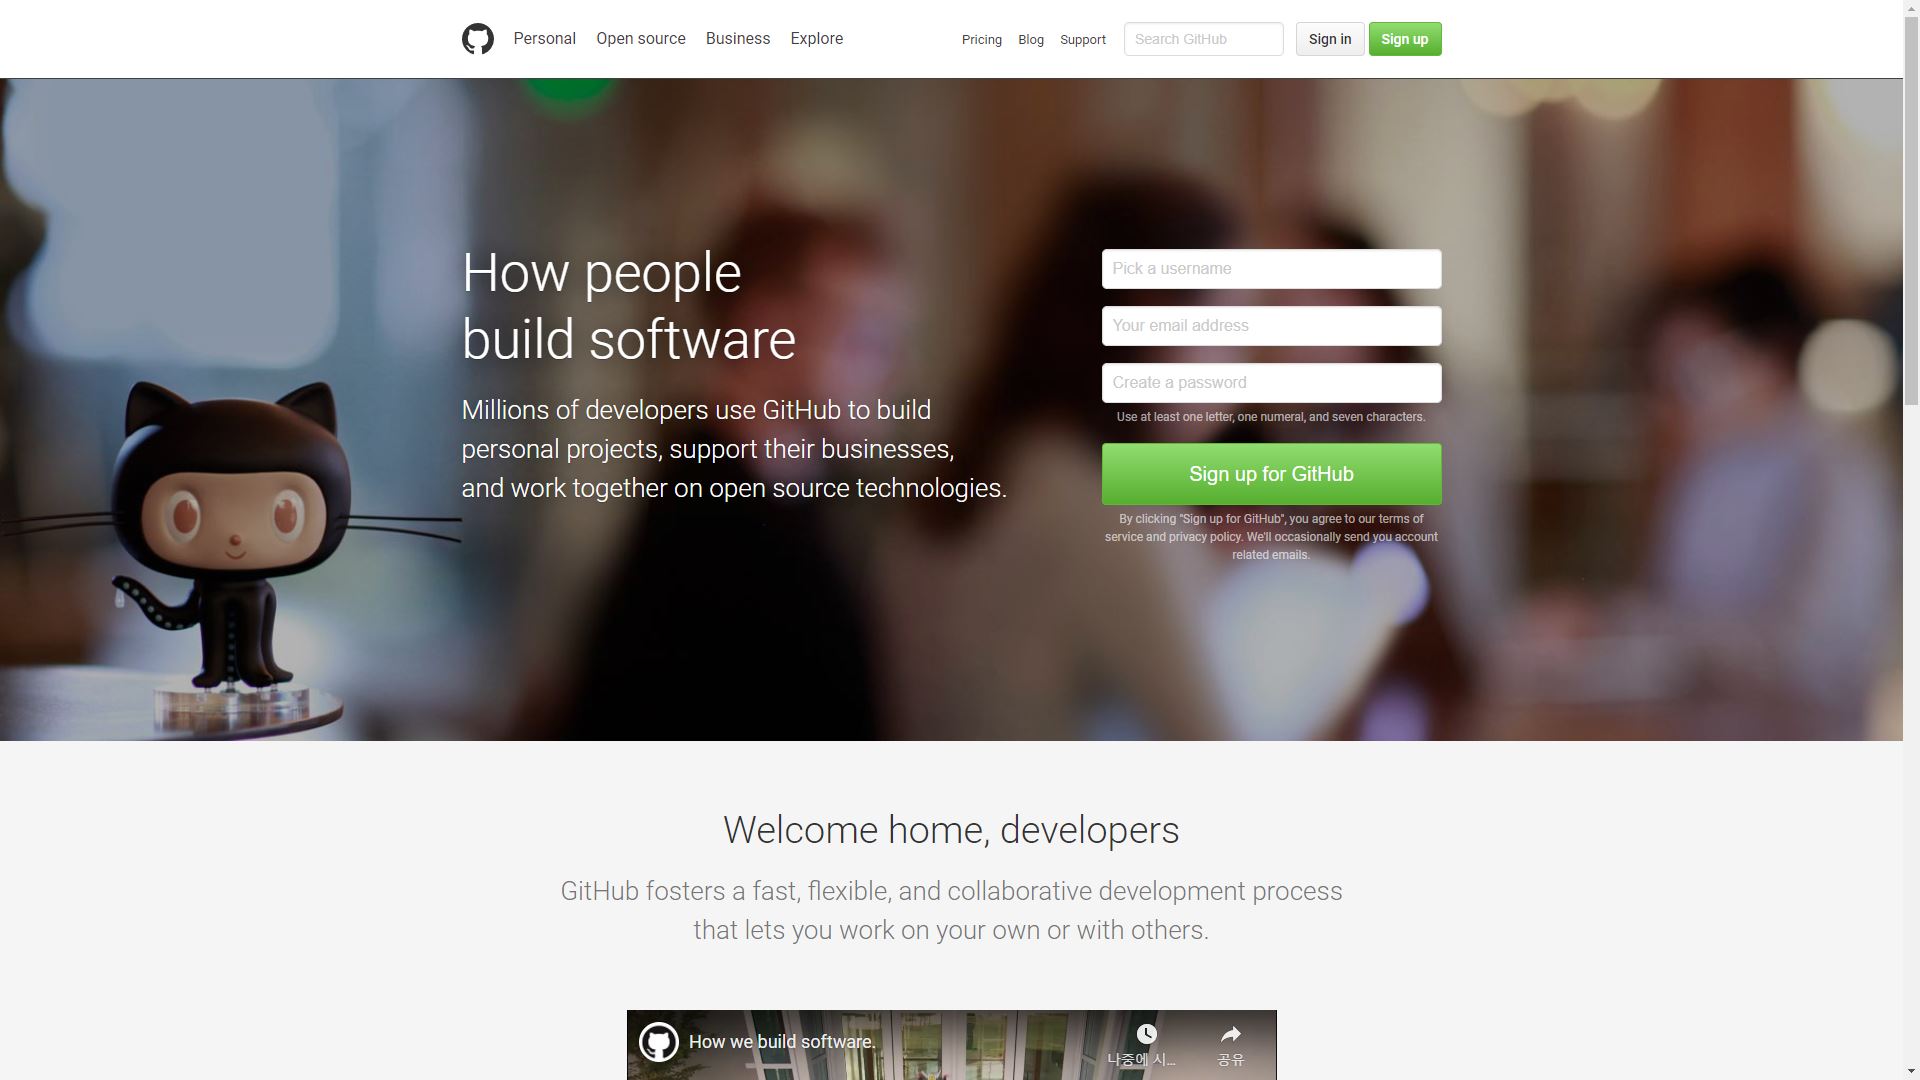 Personal Open source Business Explore Pricing Blog Support Search GitHub Sign in Sign up
How people
build software
Millions of developers use GitHub to build
personal projects, support their businesses,
and work together on open source technologies.
Pick a username
Your email address
Create a password
Use at least one letter, one numeral, and seven characters.
Sign up for GitHub
By clicking "Sign up for GitHub", you agree to our terms of
service and privacy policy. We'll occasionally send you account
related emails.
Welcome home, developers
GitHub fosters a fast, flexible, and collaborative development process
that lets you work on your own or with others.
How we build software.
나중에 시... 공유